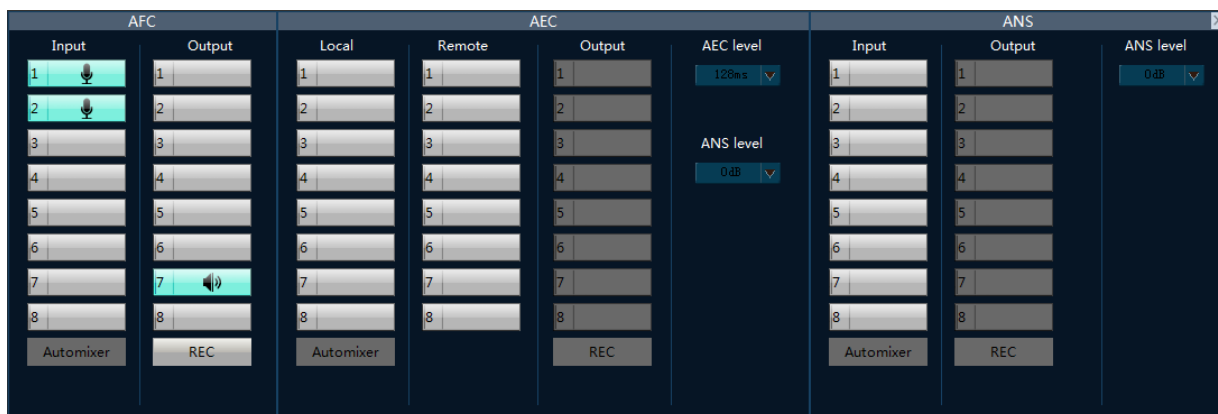 AFC AEC ANS
Input Output Local Remote Output AEC level Input Output ANS level
1 1 1 1 1 128ms 1 1 0dB
2 2 2 2 2 2 2
3 3 3 3 3 ANS level 3 3
4 4 4 4 4 0dB 4 4
5 5 5 5 5 5 5
6 6 6 6 6 6 6
7 7 7 7 7 7 7
8 8 8 8 8 8 8
Automixer REC Automixer REC Automixer REC